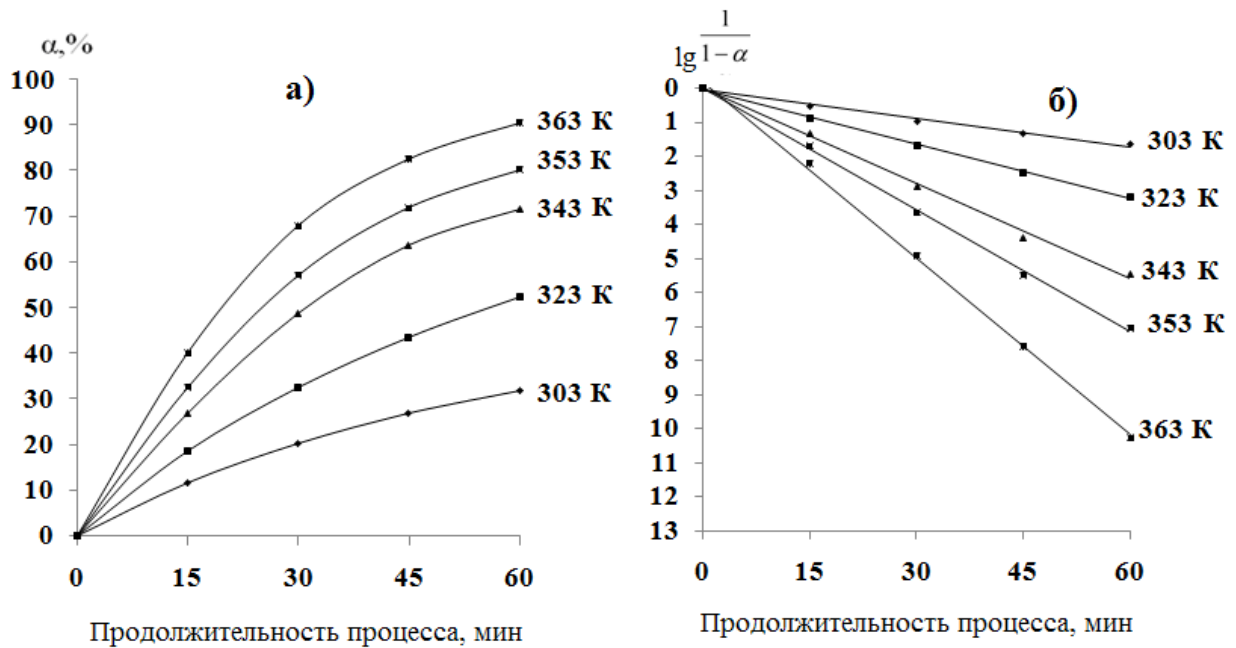 α,%
а)
100
90
80
70
60
50
40
30
20
10
0
363 К
353 К
343 К
323 К
303 К
0 15 30 45 60
Продолжительность процесса, мин
lg 1/(1−α)
б)
0
1
2
3
4
5
6
7
8
9
10
11
12
13
303 К
323 К
343 К
353 К
363 К
0 15 30 45 60
Продолжительность процесса, мин